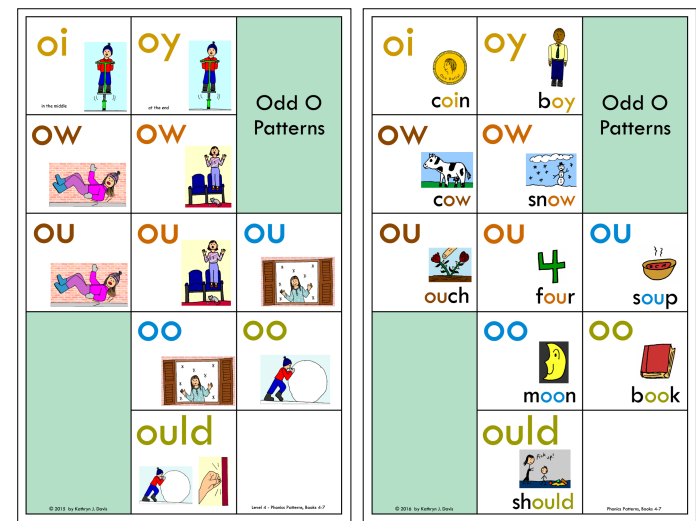 oi
oy
in the middle
at the end
Odd O
Patterns
ow
ow
ou
ou
ou
oo
oo
ould
© 2015 by Kathryn J. Davis
Level 4 - Phonics Patterns, Books 4-7
oi
oy
coin
boy
Odd O
Patterns
ow
ow
cow
snow
ou
ou
ou
ouch
four
soup
oo
oo
moon
book
ould
Pick up!
should
© 2016 by Kathryn J. Davis
Phonics Patterns, Books 4-7